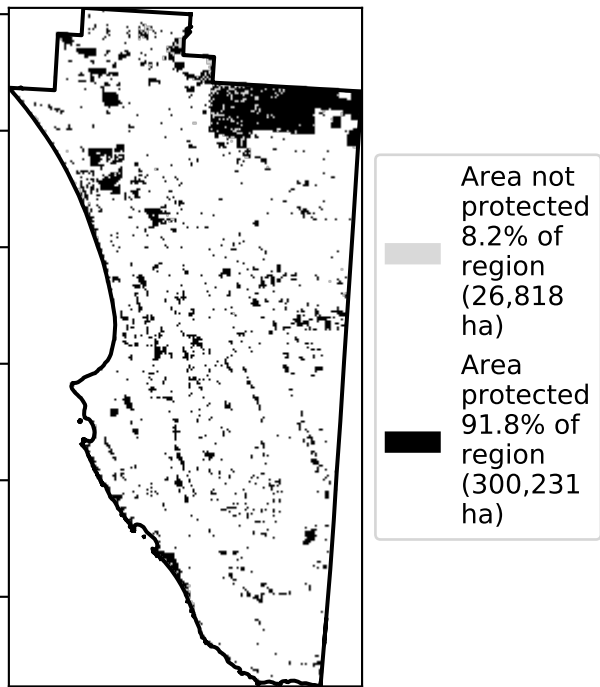 Area not
protected
8.2% of
region
(26,818
ha)
Area
protected
91.8% of
region
(300,231
ha)